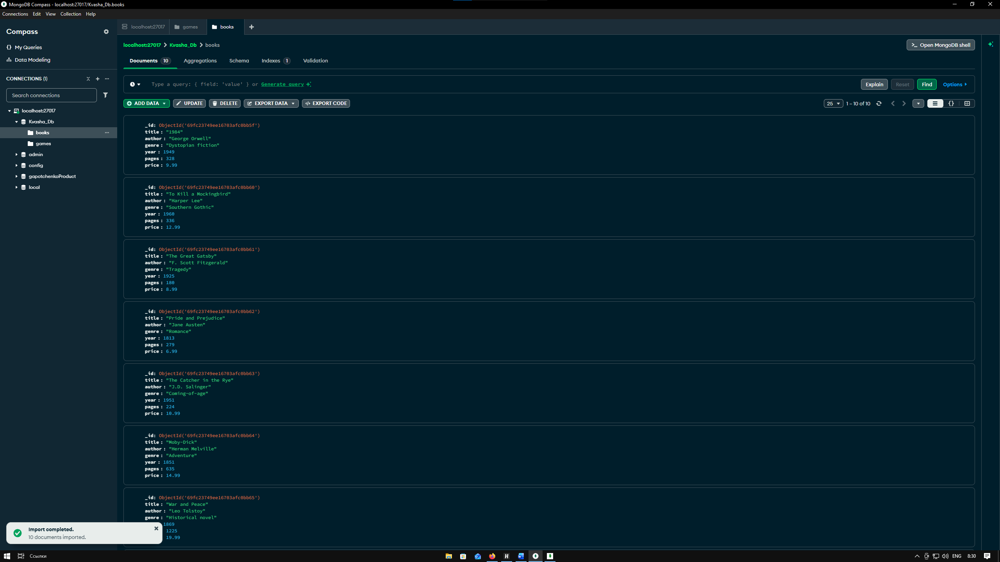 MongoDB Compass - localhost:27017/Kvasha_Db.books
Connections Edit View Collection Help
Compass
My Queries
Data Modeling
CONNECTIONS (1)
Search connections
localhost:27017
Kvasha_Db
books
games
admin
config
gapotchenkoProduct
local
localhost:27017 games books
localhost:27017 Kvasha_Db books
Open MongoDB shell
Documents 10 Aggregations Schema Indexes 1 Validation
Type a query: { field: 'value' } or Generate query
Explain Reset Find Options
ADD DATA UPDATE DELETE EXPORT DATA EXPORT CODE
25 1 – 10 of 10
_id: ObjectId('69fc23749ee16703afc0bb5f')
title : "1984"
author : "George Orwell"
genre : "Dystopian fiction"
year : 1949
pages : 328
price : 9.99
_id: ObjectId('69fc23749ee16703afc0bb60')
title : "To Kill a Mockingbird"
author : "Harper Lee"
genre : "Southern Gothic"
year : 1960
pages : 336
price : 12.99
_id: ObjectId('69fc23749ee16703afc0bb61')
title : "The Great Gatsby"
author : "F. Scott Fitzgerald"
genre : "Tragedy"
year : 1925
pages : 180
price : 8.99
_id: ObjectId('69fc23749ee16703afc0bb62')
title : "Pride and Prejudice"
author : "Jane Austen"
genre : "Romance"
year : 1813
pages : 279
price : 6.99
_id: ObjectId('69fc23749ee16703afc0bb63')
title : "The Catcher in the Rye"
author : "J.D. Salinger"
genre : "Coming-of-age"
year : 1951
pages : 224
price : 10.99
_id: ObjectId('69fc23749ee16703afc0bb64')
title : "Moby-Dick"
author : "Herman Melville"
genre : "Adventure"
year : 1851
pages : 635
price : 14.99
_id: ObjectId('69fc23749ee16703afc0bb65')
title : "War and Peace"
author : "Leo Tolstoy"
genre : "Historical novel"
1869
1225
19.99
Import completed.
10 documents imported.
Ссылки
ENG 8:30